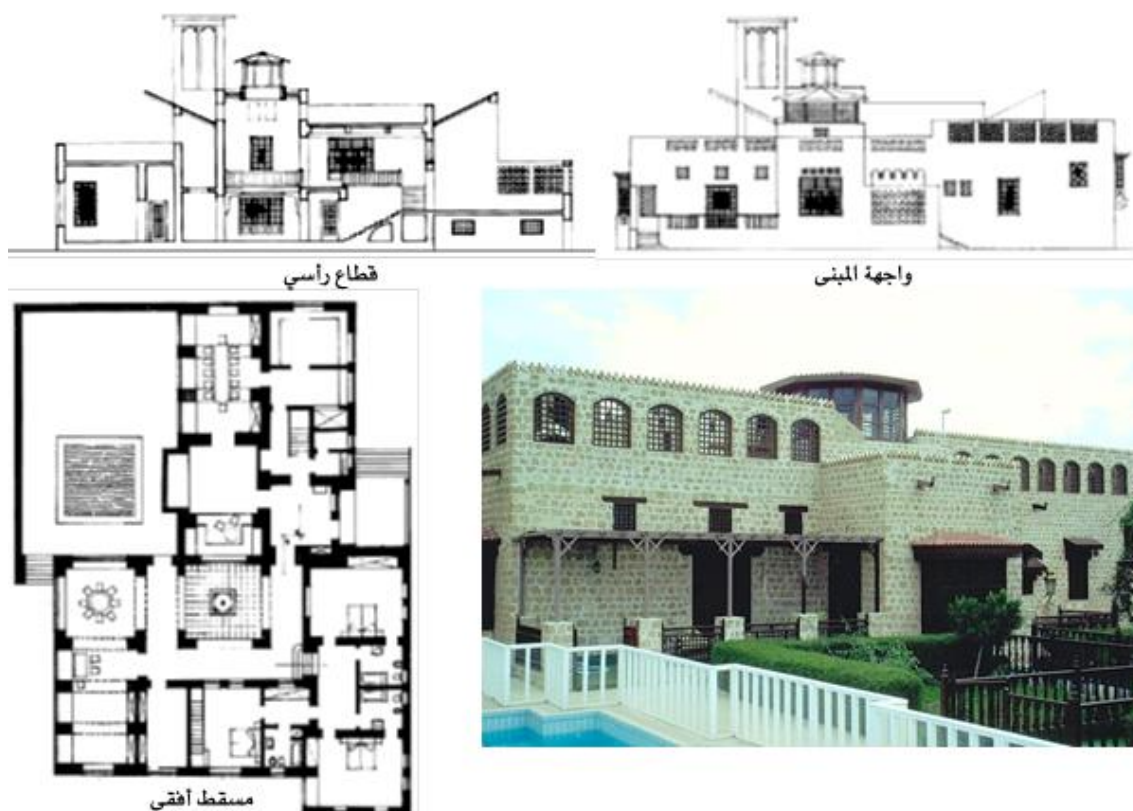 قطاع رأسي
واجهة المبنى
مسقط أفقي